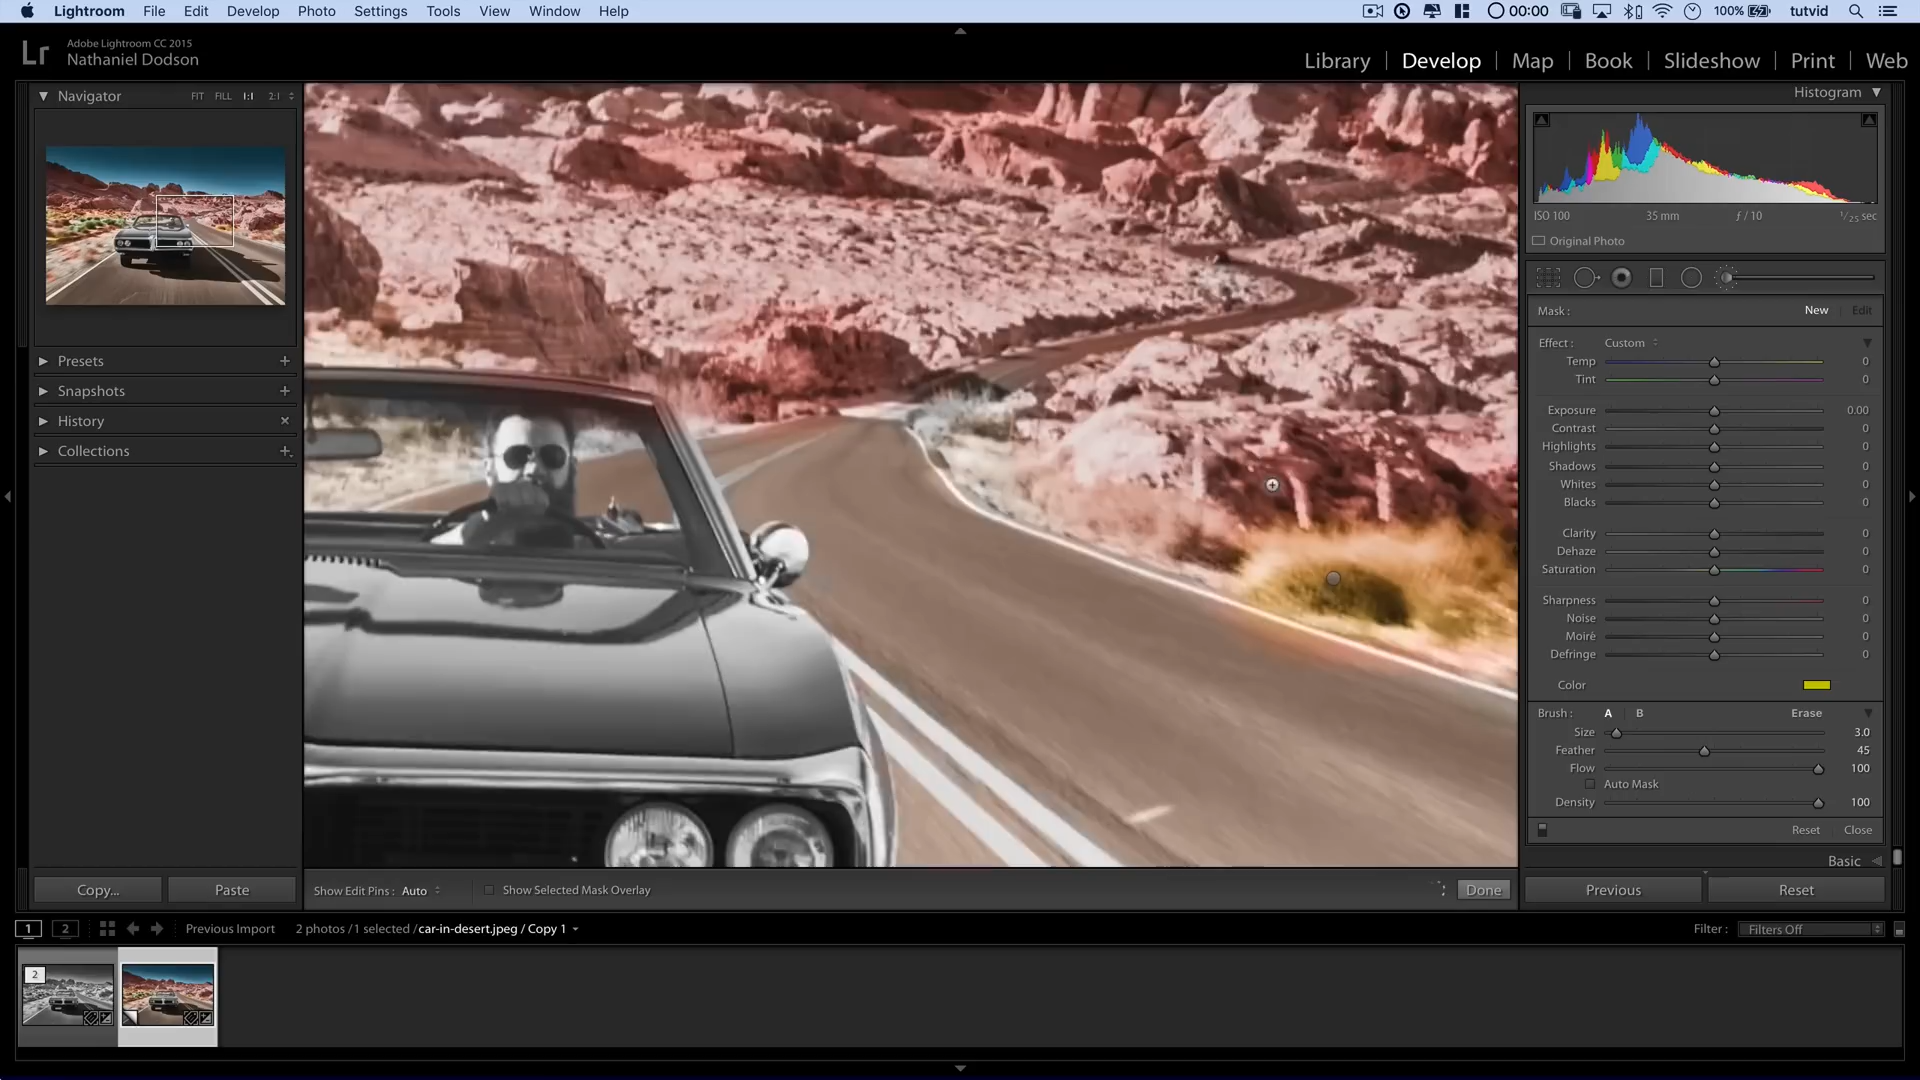 Lightroom File Edit Develop Photo Settings Tools View Window Help 00:00 100% tutvid
Lr Adobe Lightroom CC 2015
Nathaniel Dodson
Library Develop Map Book Slideshow Print Web
Navigator FIT FILL 1:1 2:1
Presets
Snapshots
History
Collections
Copy... Paste
Histogram
ISO 100 35 mm ƒ / 10 1/25 sec
Original Photo
Mask : New Edit
Effect : Custom
Temp 0
Tint 0
Exposure 0.00
Contrast 0
Highlights 0
Shadows 0
Whites 0
Blacks 0
Clarity 0
Dehaze 0
Saturation 0
Sharpness 0
Noise 0
Moiré 0
Defringe 0
Color
Brush : A B Erase
Size 3.0
Feather 45
Flow 100
Auto Mask
Density 100
Reset Close
Basic
Previous Reset
Show Edit Pins : Auto Show Selected Mask Overlay Done
1 2 Previous Import 2 photos / 1 selected / car-in-desert.jpeg / Copy 1 Filter : Filters Off
2